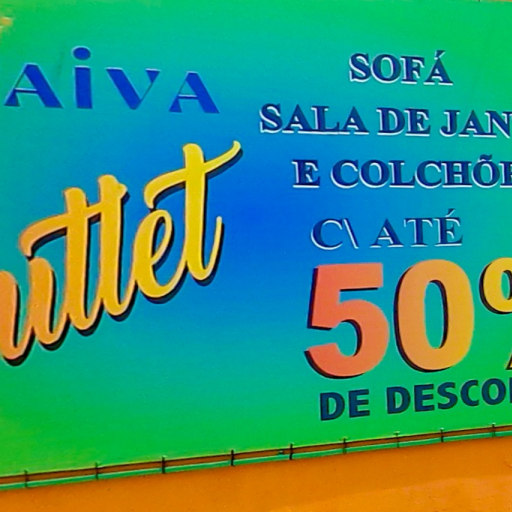 AIVA
utlet
SOFÁ
SALA DE JAN
E COLCHÕE
C\ ATÉ
50%
DE DESCO